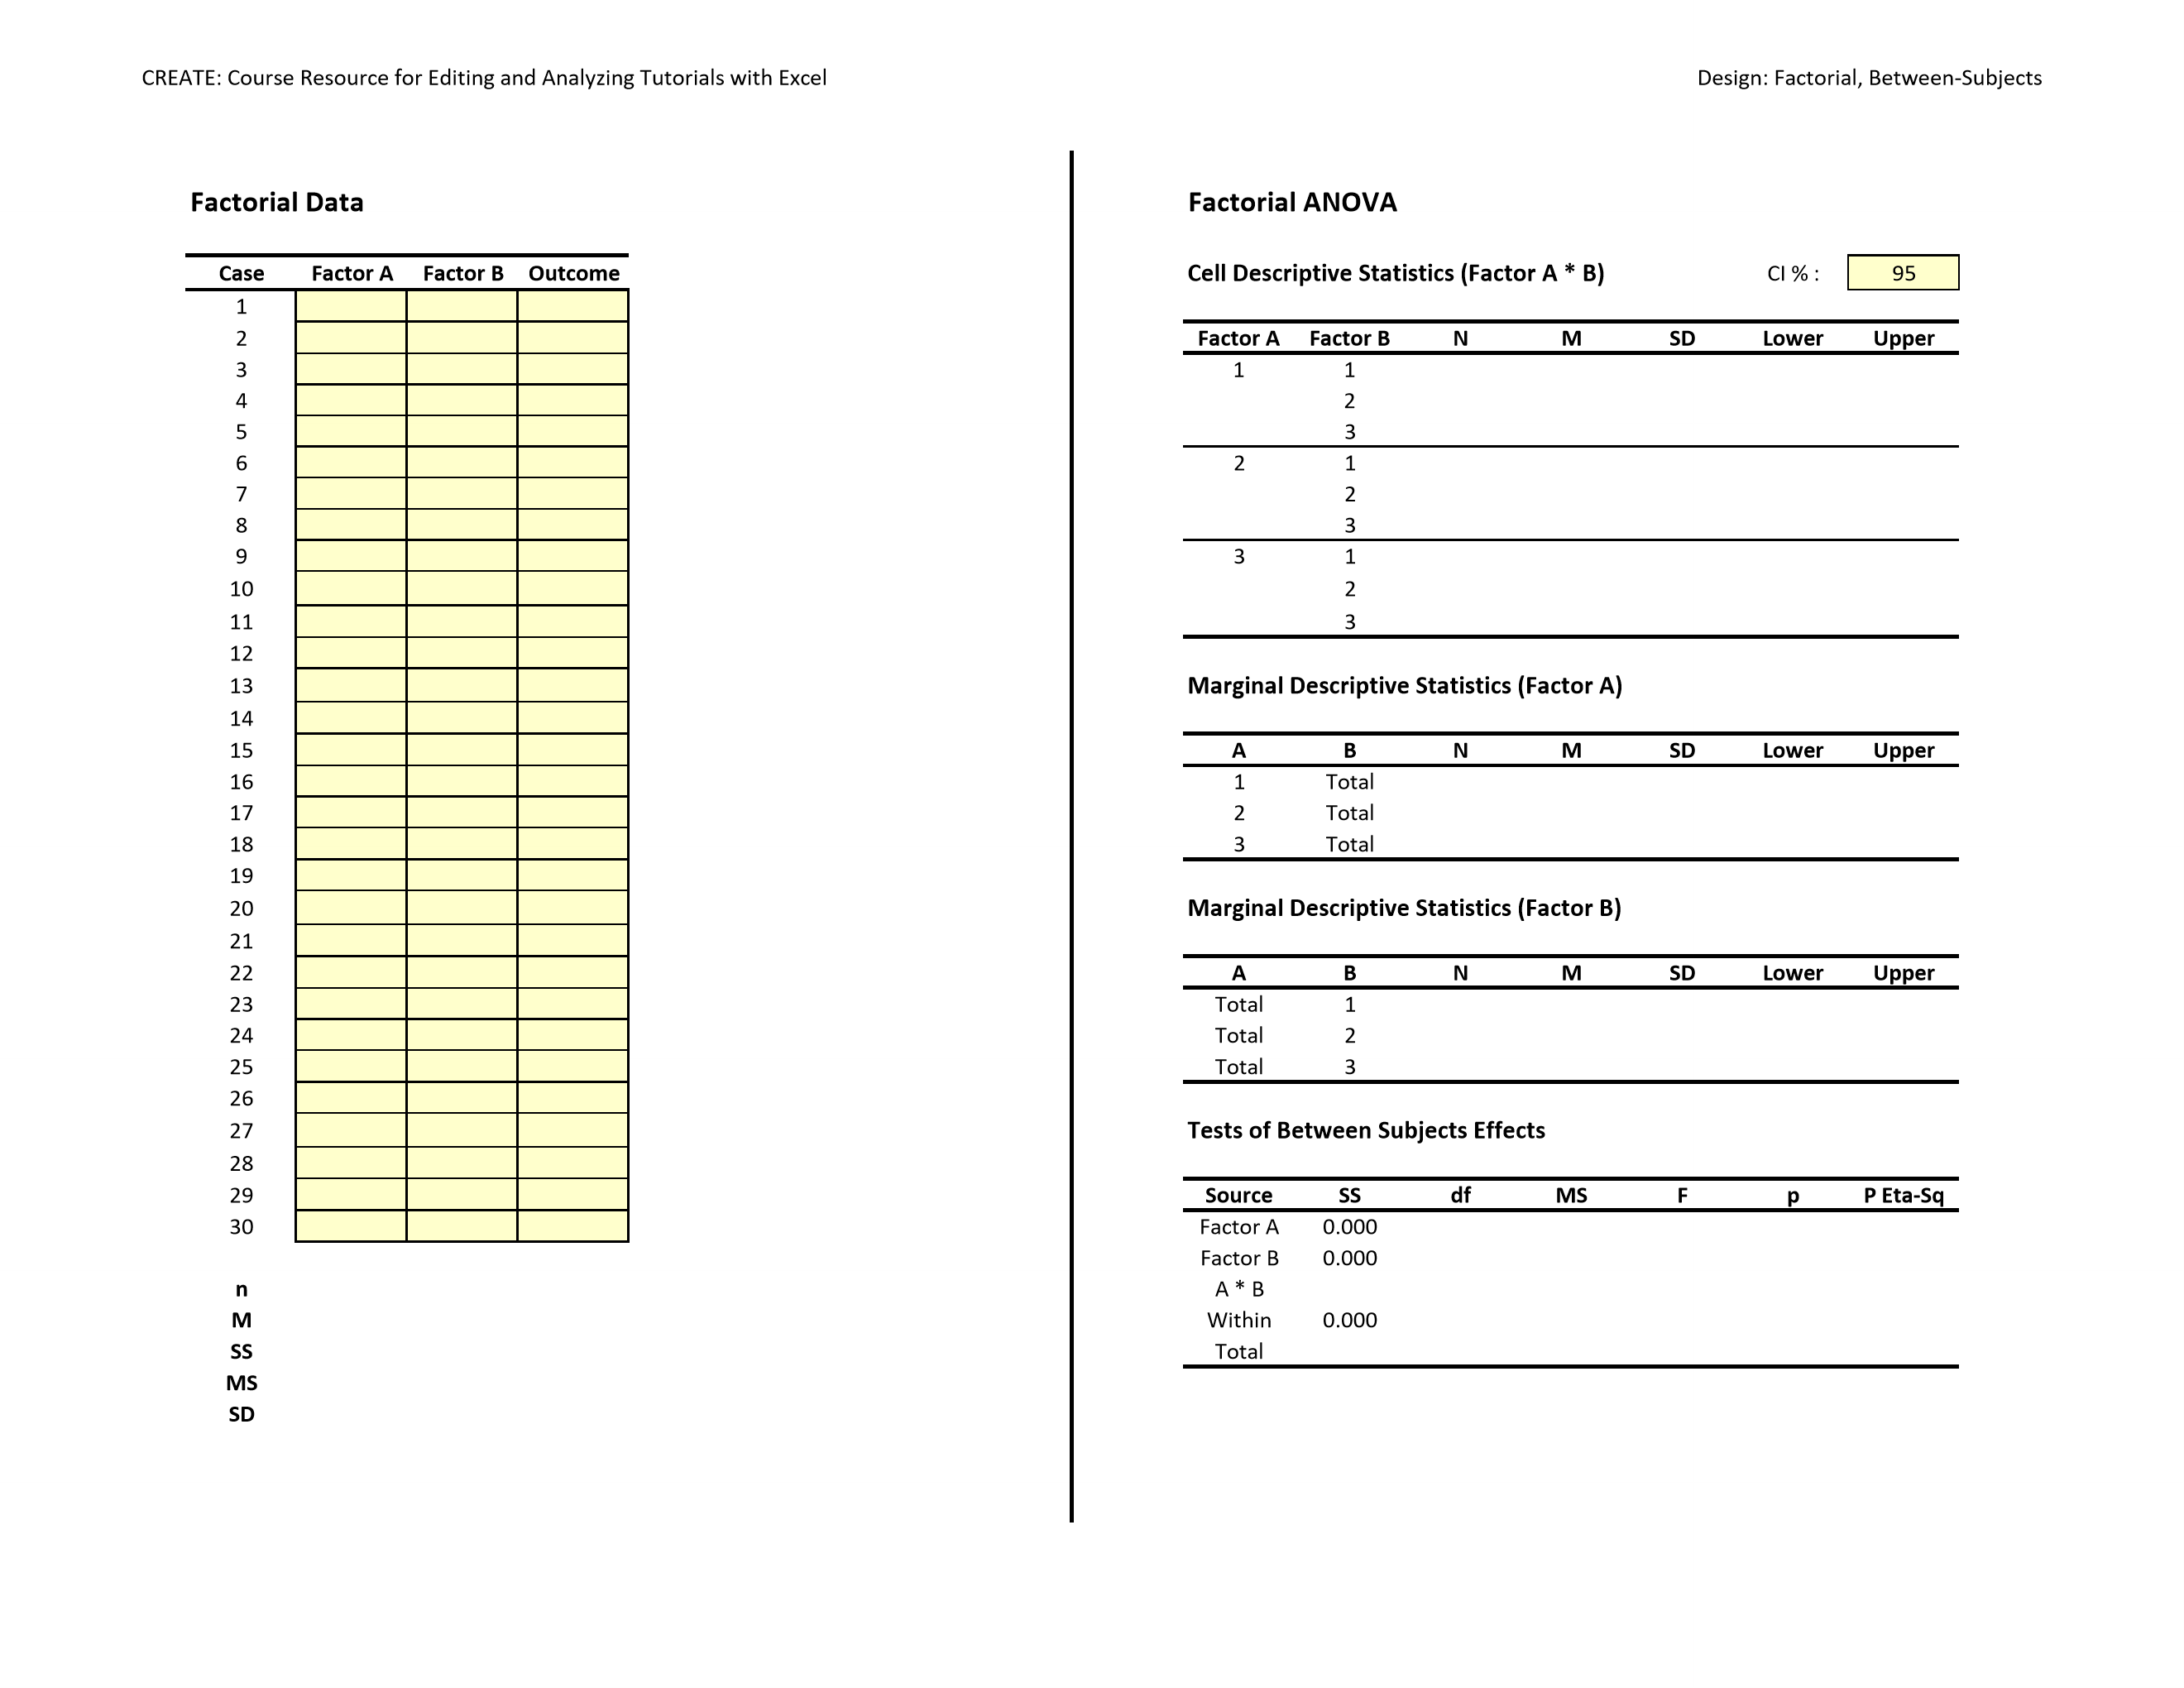 CREATE: Course Resource for Editing and Analyzing Tutorials with Excel
Design: Factorial, Between-Subjects
Factorial Data
Case Factor A Factor B Outcome
1
2
3
4
5
6
7
8
9
10
11
12
13
14
15
16
17
18
19
20
21
22
23
24
25
26
27
28
29
30
n
M
SS
MS
SD
Factorial ANOVA
Cell Descriptive Statistics (Factor A * B) CI % : 95
Factor A Factor B N M SD Lower Upper
1 1
2
3
2 1
2
3
3 1
2
3
Marginal Descriptive Statistics (Factor A)
A B N M SD Lower Upper
1 Total
2 Total
3 Total
Marginal Descriptive Statistics (Factor B)
A B N M SD Lower Upper
Total 1
Total 2
Total 3
Tests of Between Subjects Effects
Source SS df MS F p P Eta-Sq
Factor A 0.000
Factor B 0.000
A * B
Within 0.000
Total